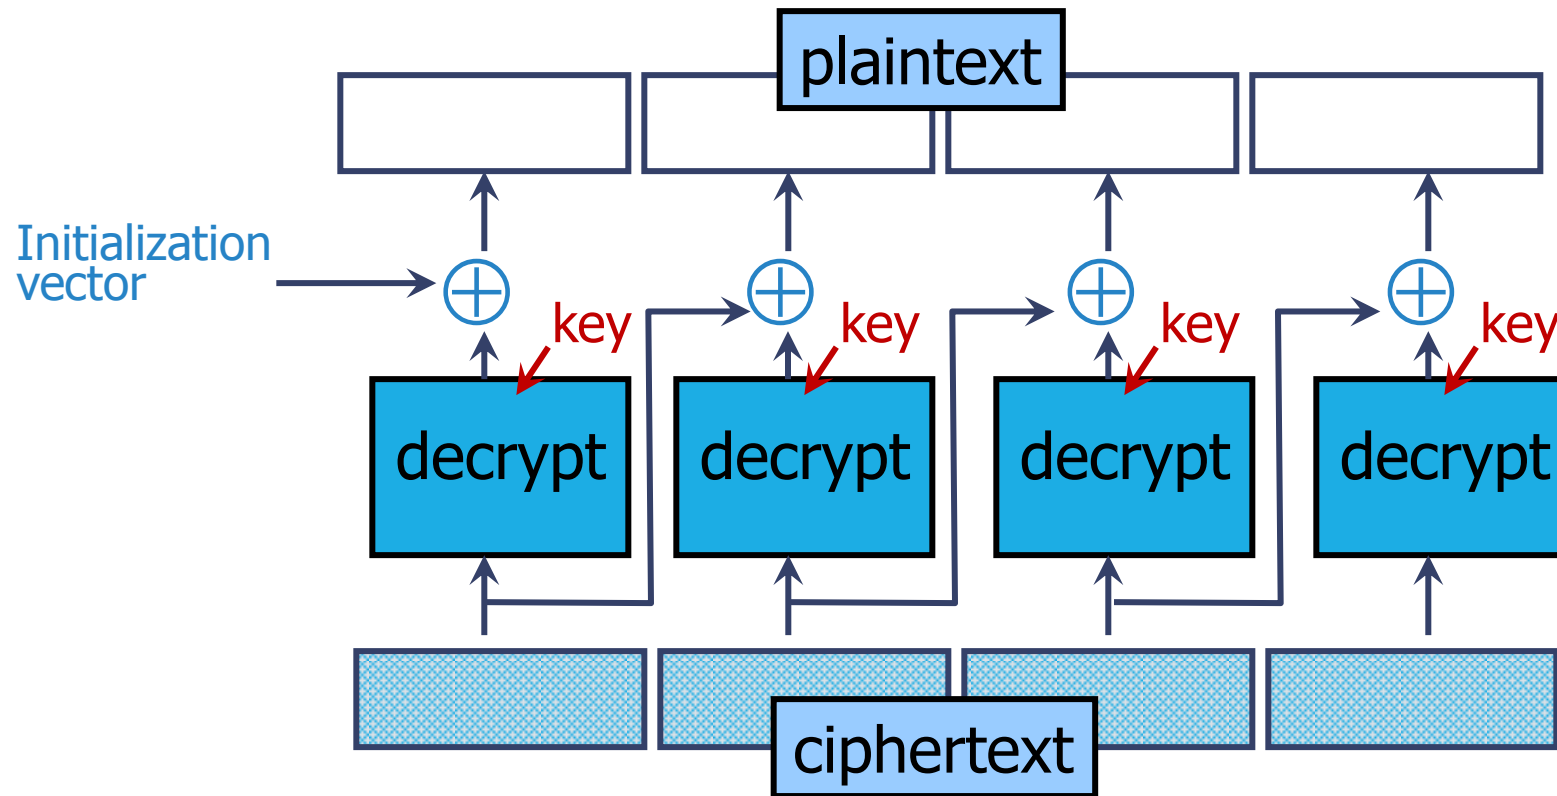 plaintext
Initialization
vector
key
key
key
key
decrypt
decrypt
decrypt
decrypt
ciphertext